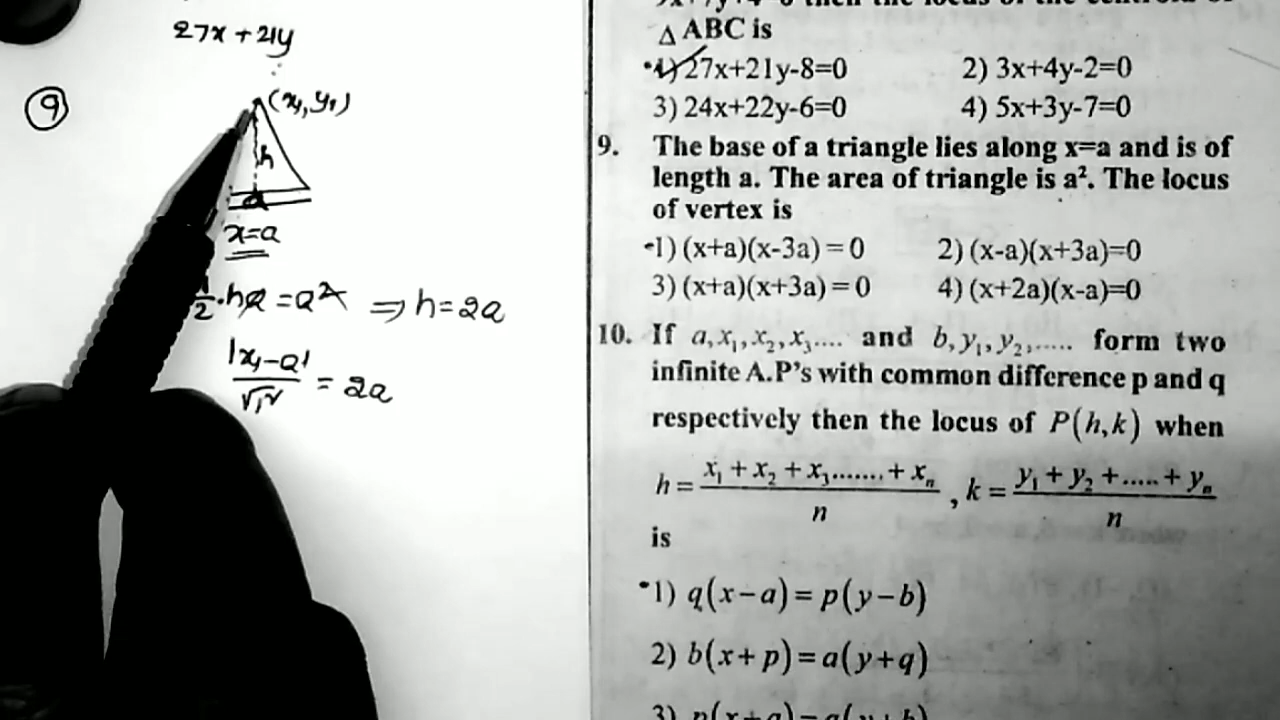 27x + 21y
9
(x₁, y₁)
h
a
x=a
1/2 · ha = a² ⇒ h = 2a
|x₁ - a| / √1² = 2a
Δ ABC is
1) 27x+21y-8=0 2) 3x+4y-2=0
3) 24x+22y-6=0 4) 5x+3y-7=0
9. The base of a triangle lies along x=a and is of
length a. The area of triangle is a². The locus
of vertex is
1) (x+a)(x-3a) = 0 2) (x-a)(x+3a)=0
3) (x+a)(x+3a) = 0 4) (x+2a)(x-a)=0
10. If a, x₁, x₂, x₃.... and b, y₁, y₂,..... form two
infinite A.P's with common difference p and q
respectively then the locus of P(h,k) when
h = (x₁ + x₂ + x₃....... + xₙ) / n , k = (y₁ + y₂ + ..... + yₙ) / n
is
1) q(x-a) = p(y-b)
2) b(x+p) = a(y+q)